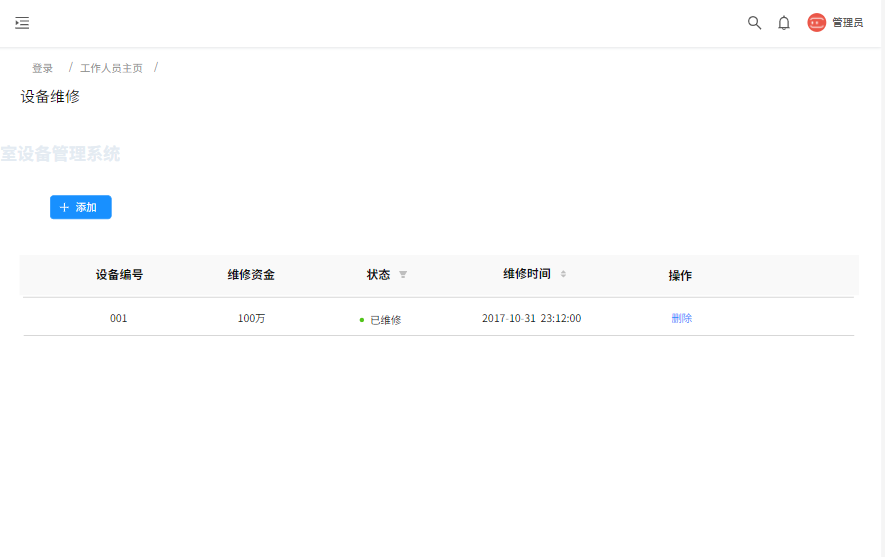 管理员
登录 / 工作人员主页 /
设备维修
室设备管理系统
+ 添加
设备编号 维修资金 状态 维修时间 操作
001 100万 已维修 2017-10-31 23:12:00 删除